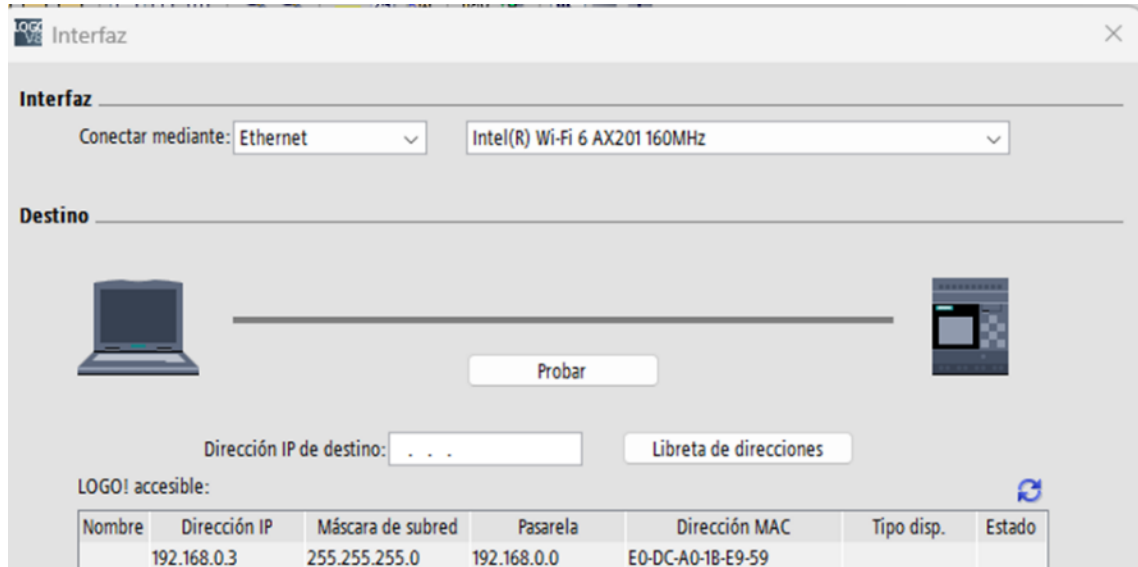 Interfaz
Interfaz
Conectar mediante: Ethernet Intel(R) Wi-Fi 6 AX201 160MHz
Destino
Probar
Dirección IP de destino: . . . Libreta de direcciones
LOGO! accesible:
Nombre Dirección IP Máscara de subred Pasarela Dirección MAC Tipo disp. Estado
192.168.0.3 255.255.255.0 192.168.0.0 E0-DC-A0-1B-E9-59